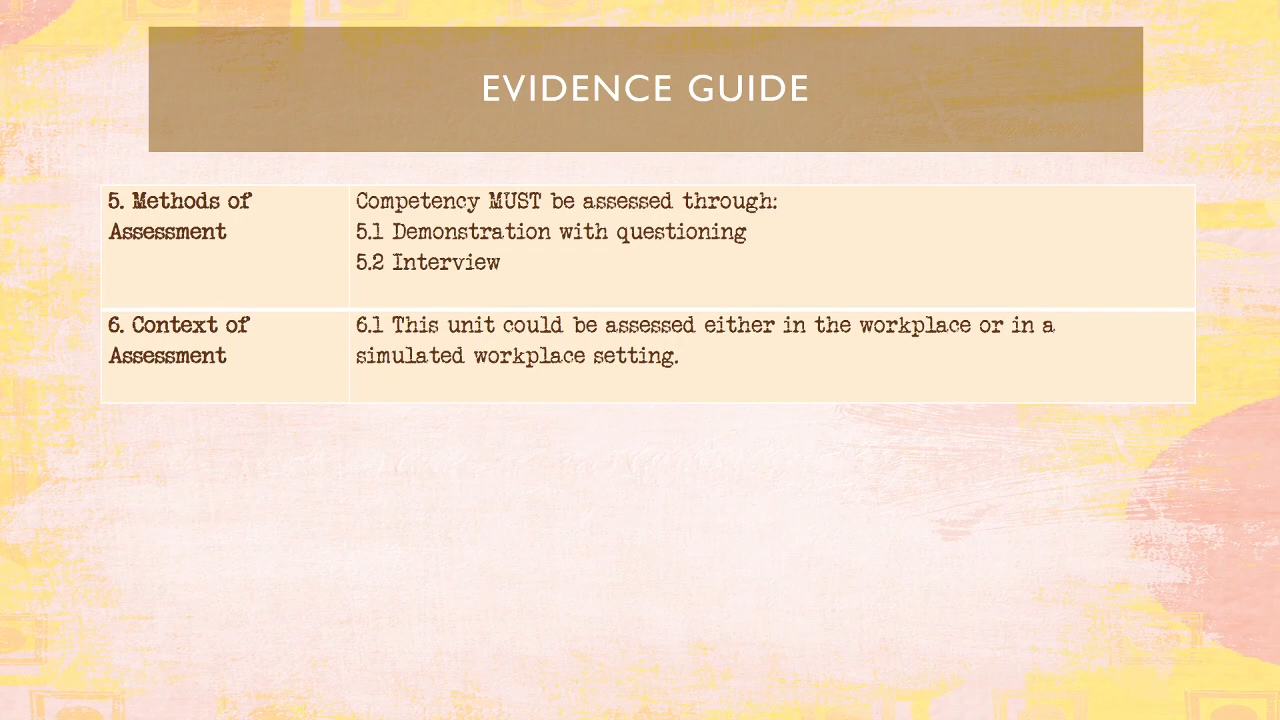 EVIDENCE GUIDE
5. Methods of
Assessment
Competency MUST be assessed through:
5.1 Demonstration with questioning
5.2 Interview
6. Context of
Assessment
6.1 This unit could be assessed either in the workplace or in a
simulated workplace setting.